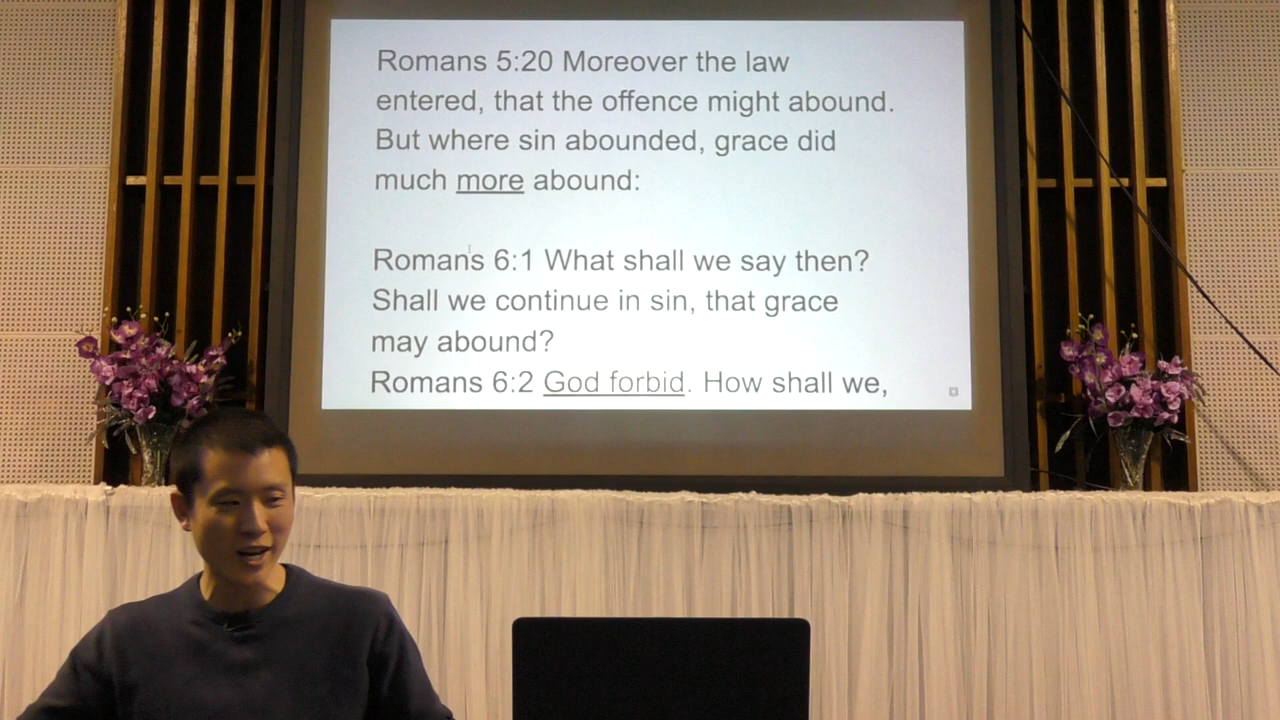 Romans 5:20 Moreover the law
entered, that the offence might abound.
But where sin abounded, grace did
much more abound:
Romans 6:1 What shall we say then?
Shall we continue in sin, that grace
may abound?
Romans 6:2 God forbid. How shall we,